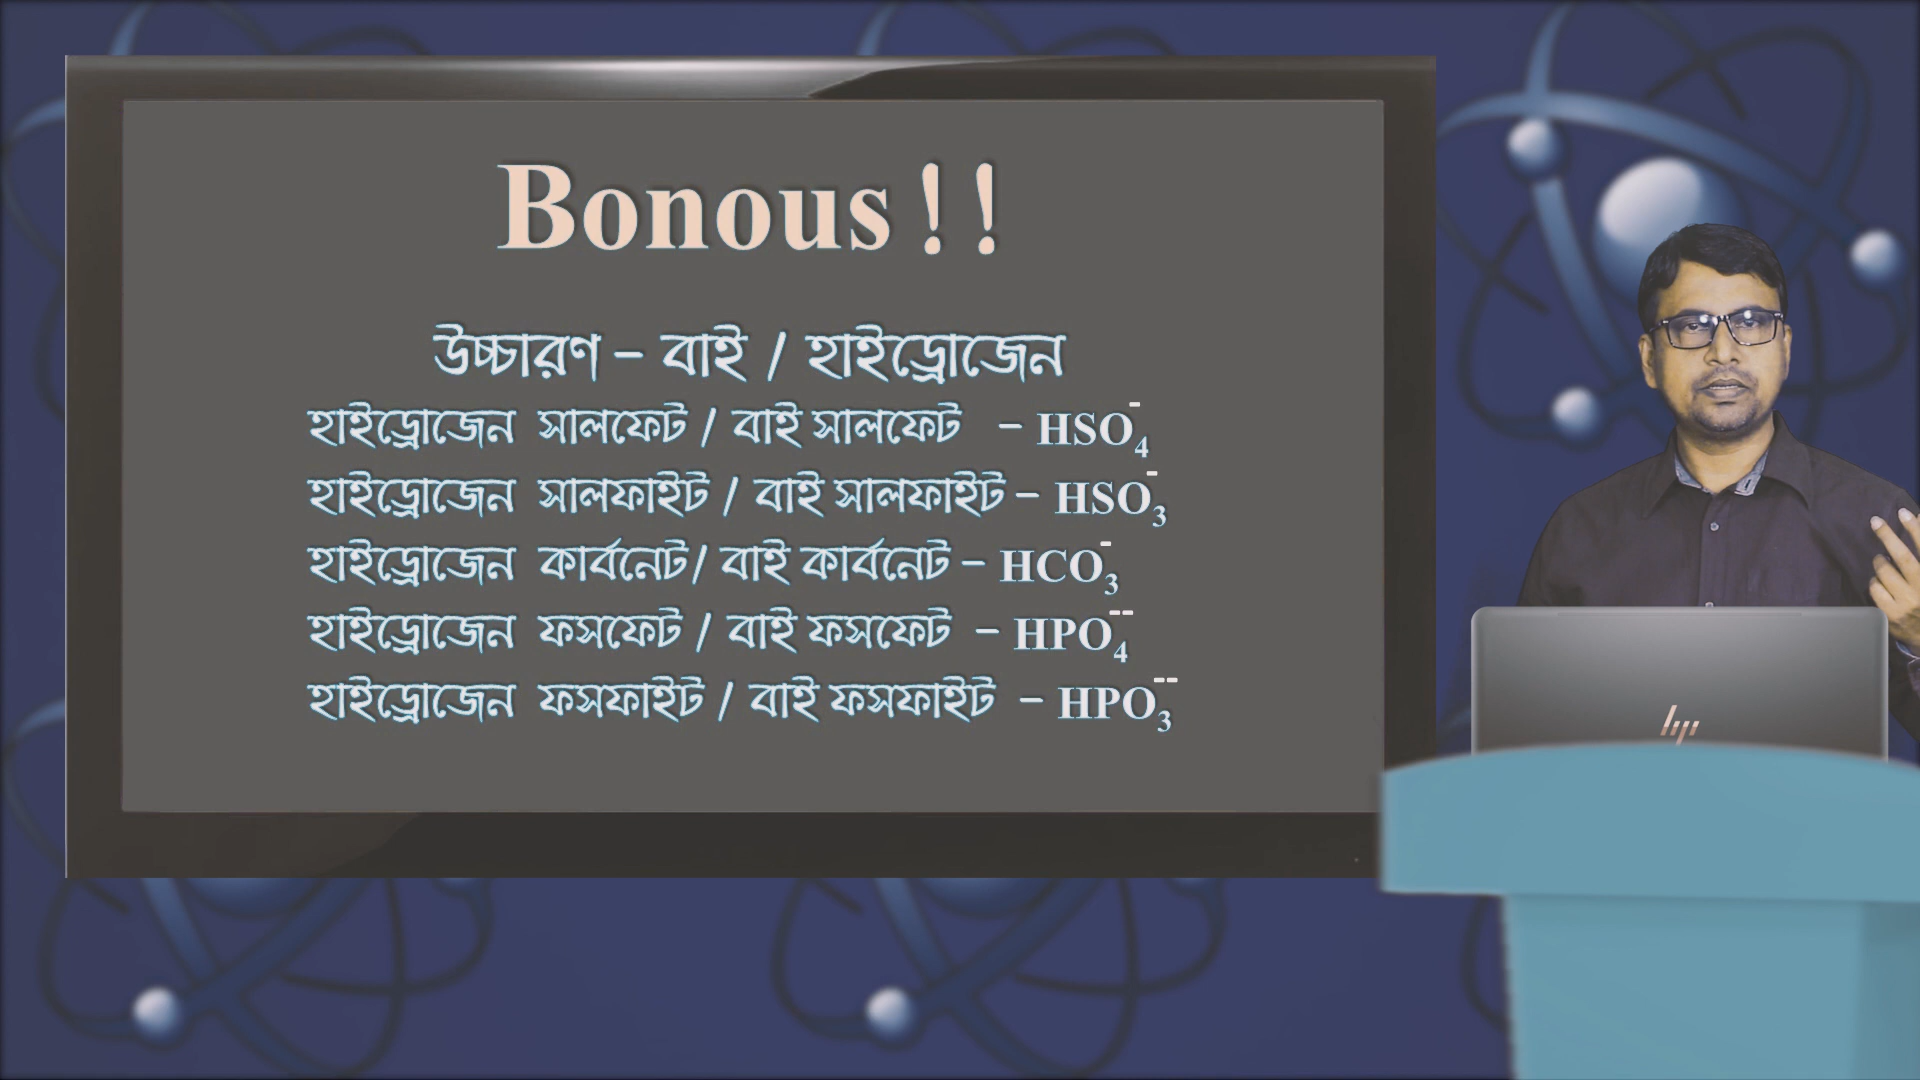 Bonous!!
উচ্চারণ – বাই / হাইড্রোজেন
হাইড্রোজেন সালফেট / বাই সালফেট – HSO₄⁻
হাইড্রোজেন সালফাইট / বাই সালফাইট – HSO₃⁻
হাইড্রোজেন কার্বনেট/ বাই কার্বনেট – HCO₃⁻
হাইড্রোজেন ফসফেট / বাই ফসফেট – HPO₄⁻⁻
হাইড্রোজেন ফসফাইট / বাই ফসফাইট – HPO₃⁻⁻
hp